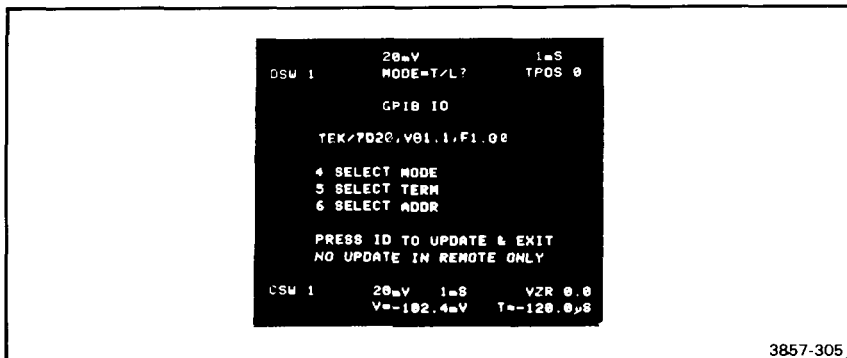 20mV 1mS
DSW 1 MODE=T/L? TPOS 0
GPIB IO
TEK/7D20,V81.1,F1.00
4 SELECT MODE
5 SELECT TERM
6 SELECT ADDR
PRESS ID TO UPDATE & EXIT
NO UPDATE IN REMOTE ONLY
CSW 1 20mV 1mS VZR 0.0
V=-102.4mV T=-120.0µS
3857-305